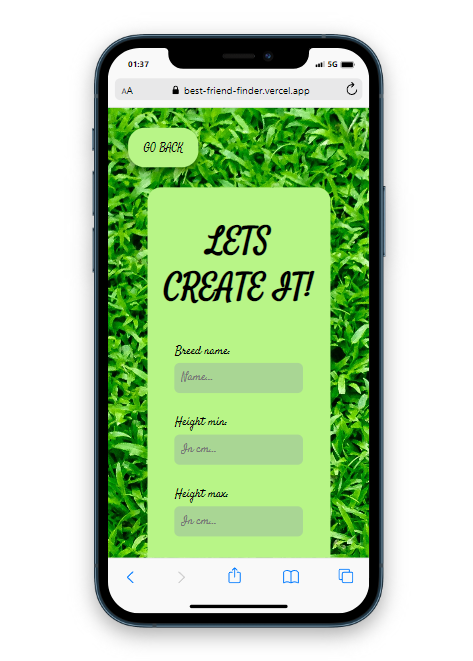 01:37
5G
AA
best-friend-finder.vercel.app
GO BACK
LETS
CREATE IT!
Breed name:
Name...
Height min:
In cm...
Height max:
In cm...